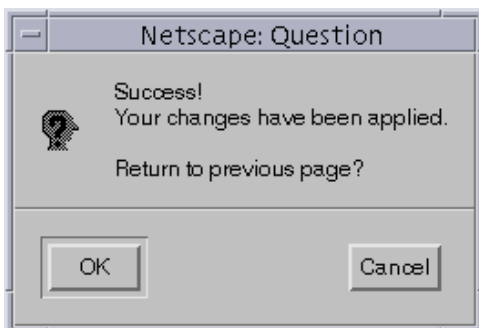 Netscape: Question
Success!
Your changes have been applied.
Return to previous page?
OK
Cancel